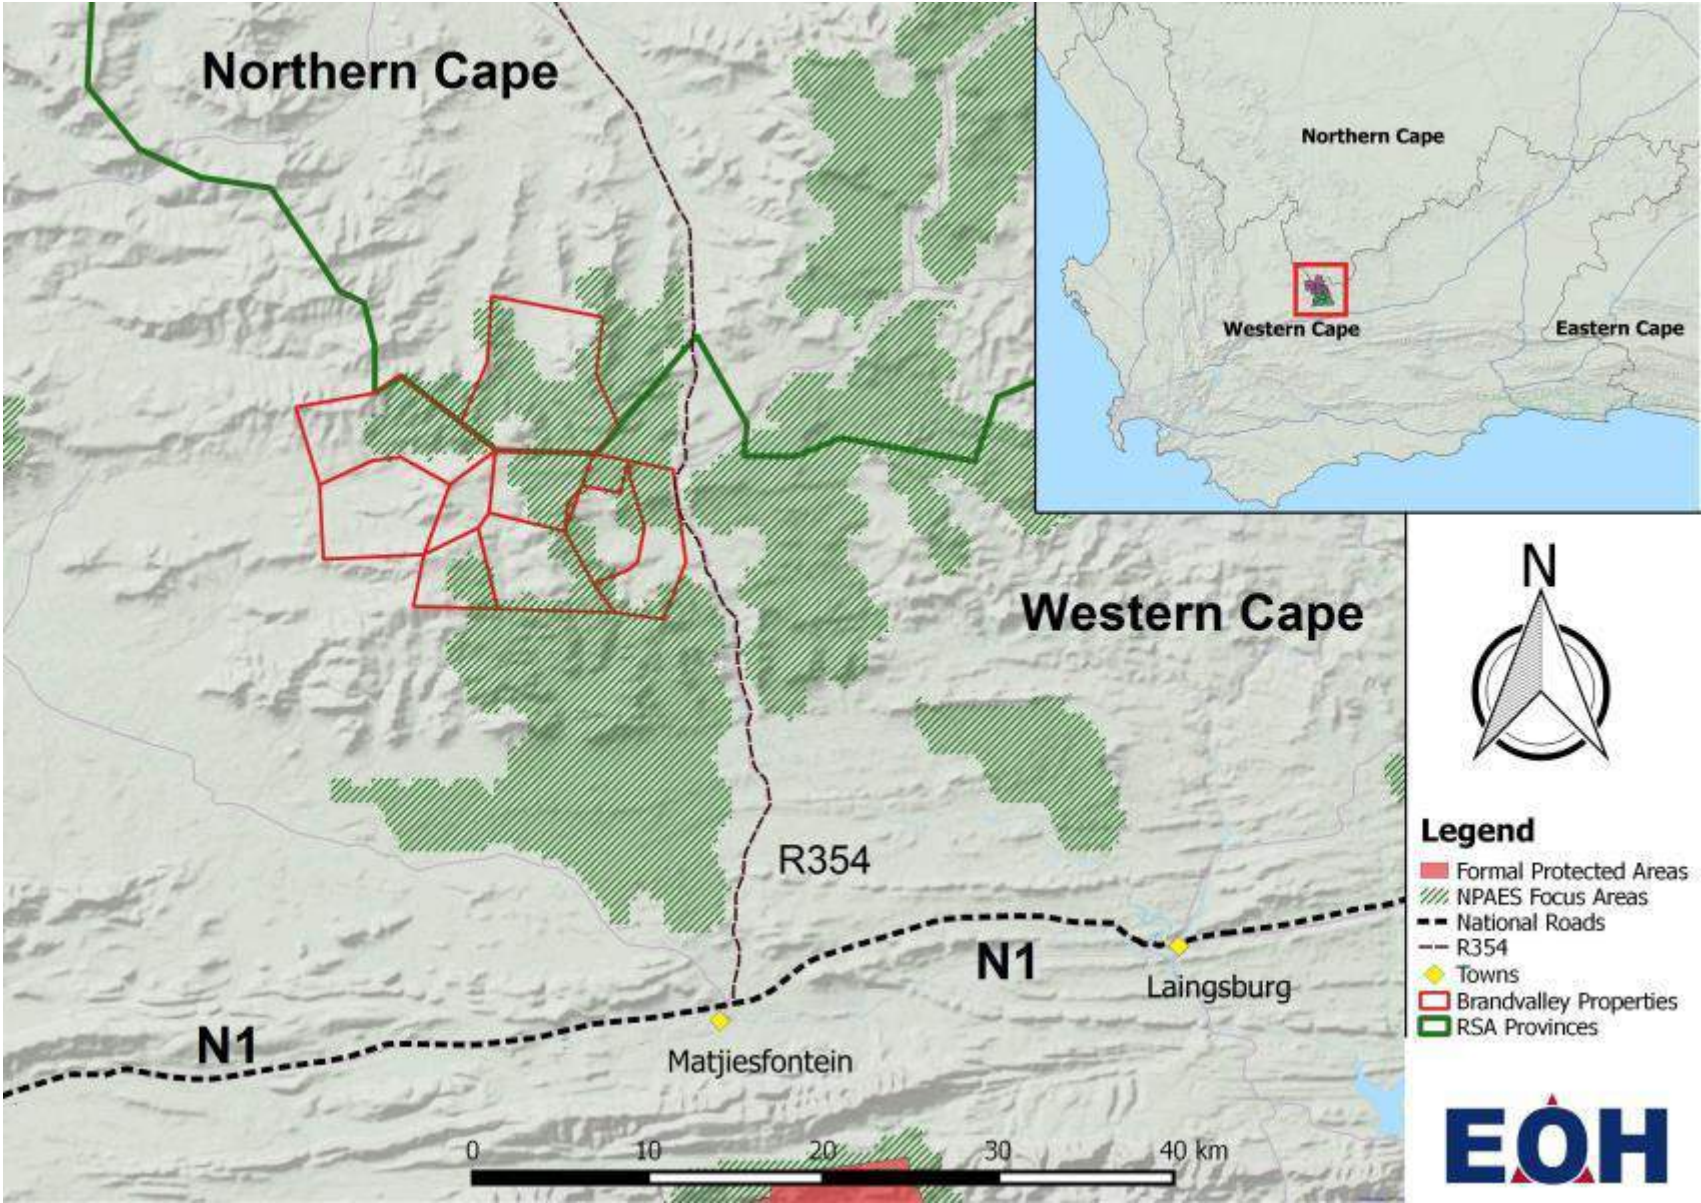 Northern Cape
Northern Cape
Western Cape
Eastern Cape
Western Cape
N
R354
Legend
Formal Protected Areas
NPAES Focus Areas
National Roads
R354
Towns
Brandvalley Properties
RSA Provinces
N1
Laingsburg
N1
Matjiesfontein
0 10 20 30 40 km
EOH